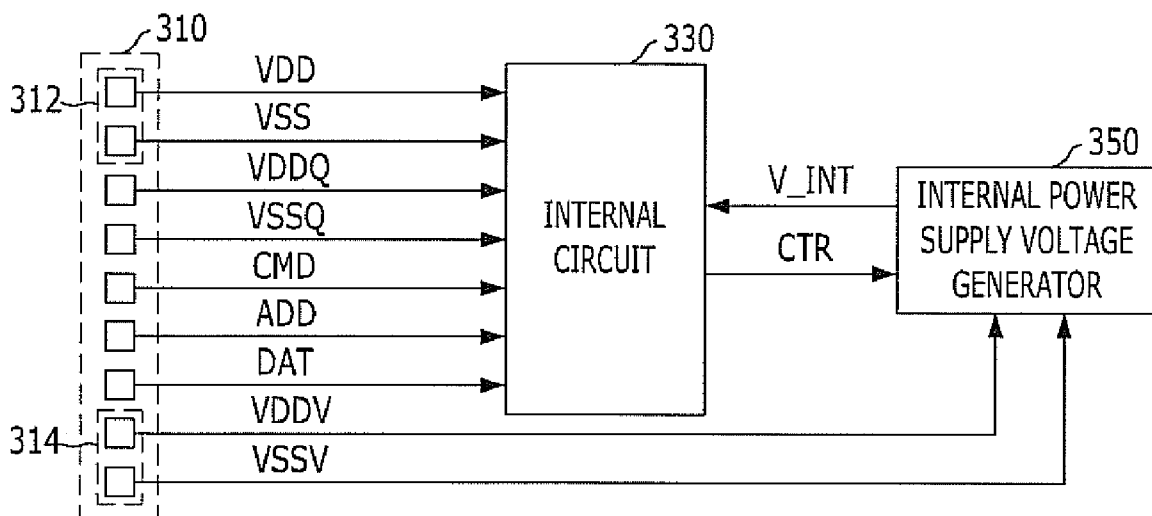 310
330
312
VDD
VSS
VDDQ
VSSQ
CMD
ADD
DAT
314
VDDV
VSSV
INTERNAL
CIRCUIT
V_INT
CTR
350
INTERNAL POWER
SUPPLY VOLTAGE
GENERATOR